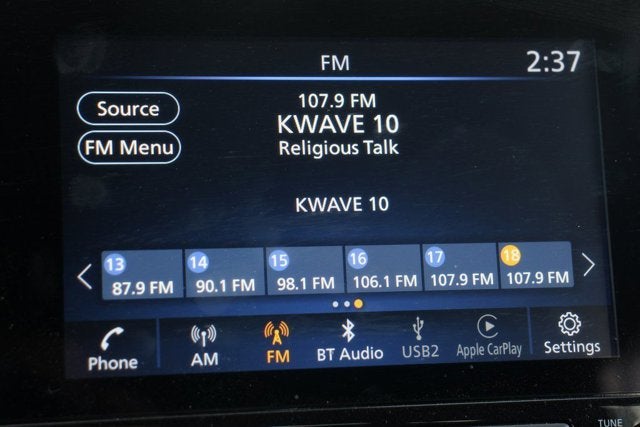 FM
2:37
Source
107.9 FM
KWAVE 10
FM Menu
Religious Talk
KWAVE 10
13 14 15 16 17 18
87.9 FM 90.1 FM 98.1 FM 106.1 FM 107.9 FM 107.9 FM
Phone AM FM BT Audio USB2 Apple CarPlay Settings
TUNE